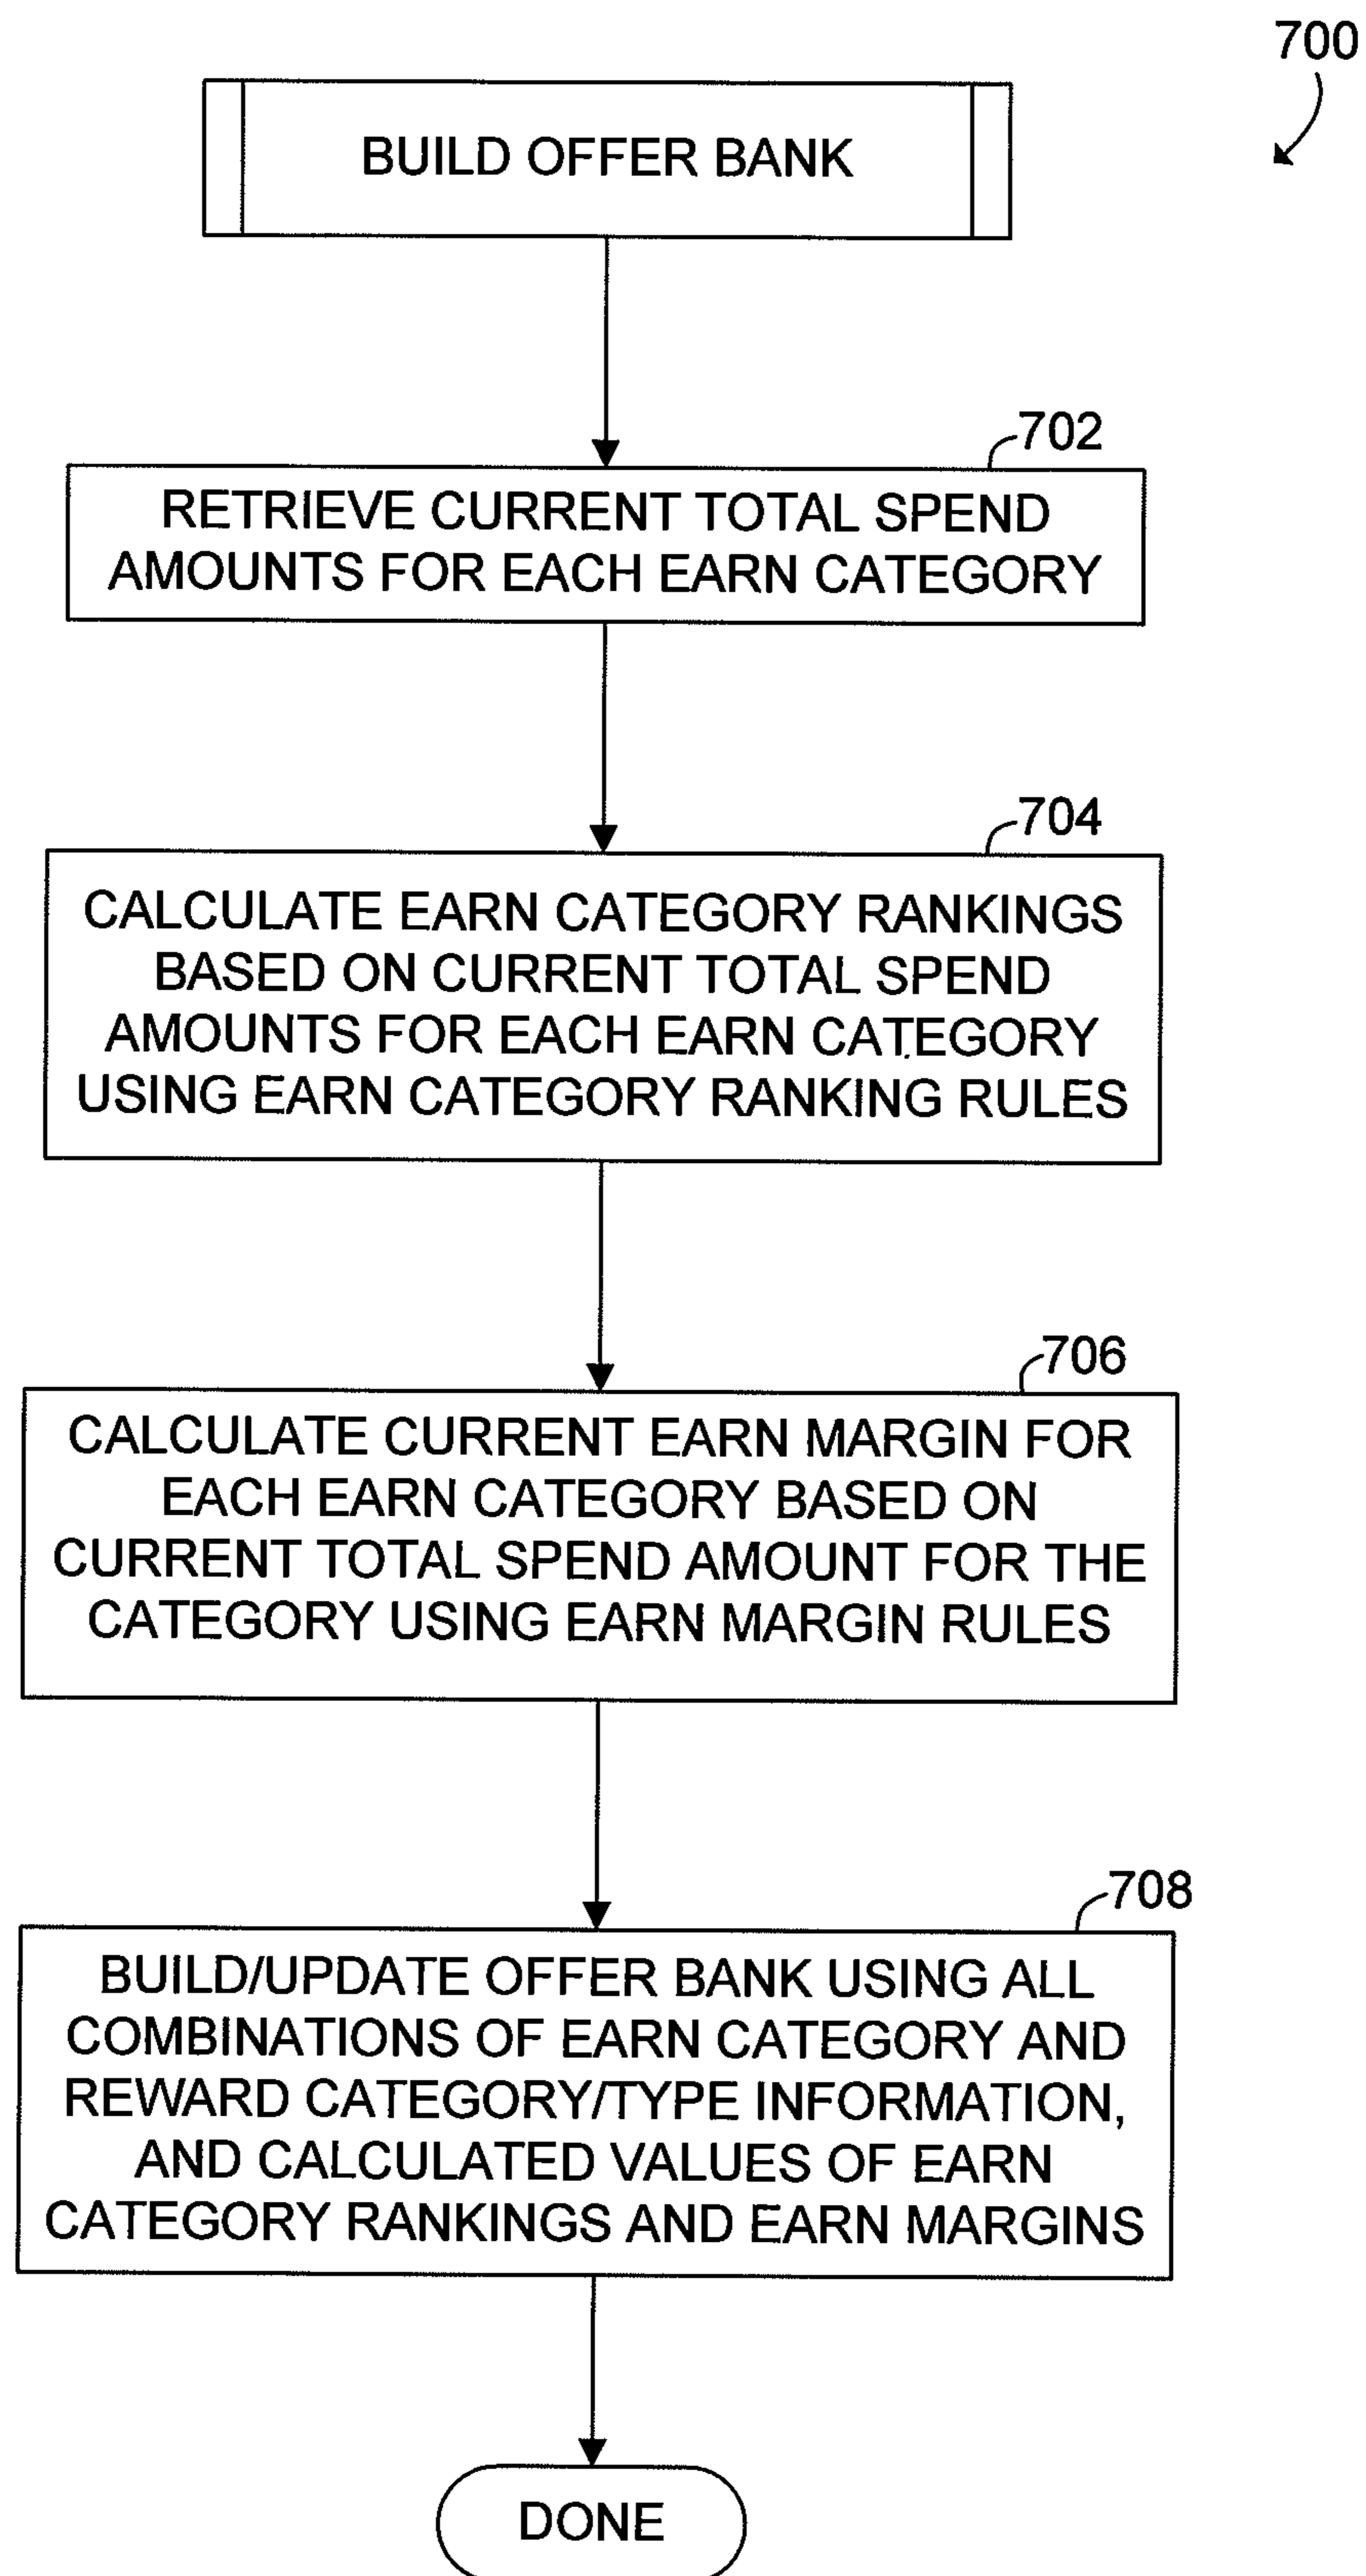 700
BUILD OFFER BANK
702
RETRIEVE CURRENT TOTAL SPEND
AMOUNTS FOR EACH EARN CATEGORY
704
CALCULATE EARN CATEGORY RANKINGS
BASED ON CURRENT TOTAL SPEND
AMOUNTS FOR EACH EARN CATEGORY
USING EARN CATEGORY RANKING RULES
706
CALCULATE CURRENT EARN MARGIN FOR
EACH EARN CATEGORY BASED ON
CURRENT TOTAL SPEND AMOUNT FOR THE
CATEGORY USING EARN MARGIN RULES
708
BUILD/UPDATE OFFER BANK USING ALL
COMBINATIONS OF EARN CATEGORY AND
REWARD CATEGORY/TYPE INFORMATION,
AND CALCULATED VALUES OF EARN
CATEGORY RANKINGS AND EARN MARGINS
DONE